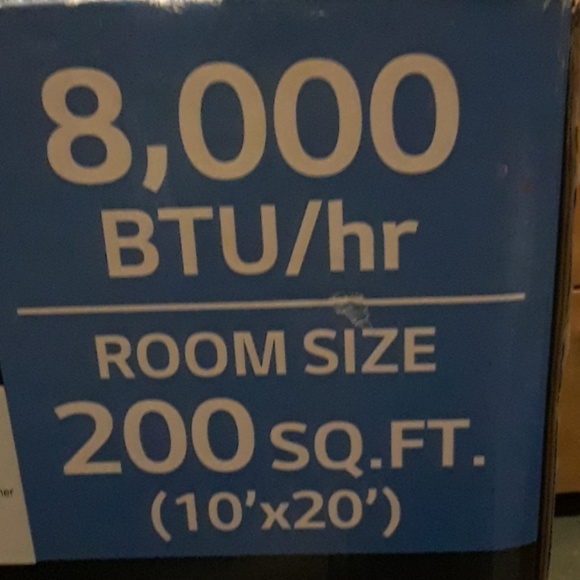 8,000
BTU/hr
ROOM SIZE
200 SQ.FT.
(10'x20')